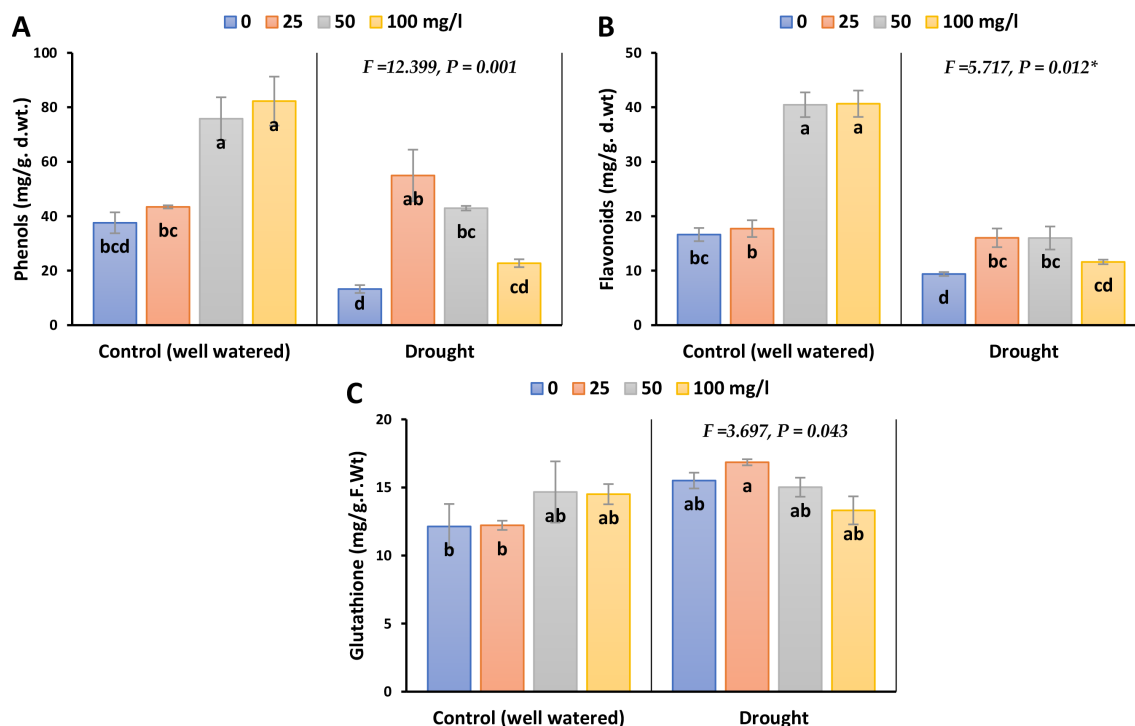 A
0 25 50 100 mg/l
F =12.399, P = 0.001
Phenols (mg/g. d.wt.)
100
80
60
40
20
0
bcd
bc
a
a
d
ab
bc
cd
Control (well watered)
Drought
B
0 25 50 100 mg/l
F =5.717, P = 0.012*
Flavonoids (mg/g. d.wt)
50
40
30
20
10
0
bc
b
a
a
d
bc
bc
cd
Control (well watered)
Drought
C
0 25 50 100 mg/l
F =3.697, P = 0.043
Glutathione (mg/g.F.Wt)
20
15
10
5
0
b
b
ab
ab
ab
a
ab
ab
Control (well watered)
Drought